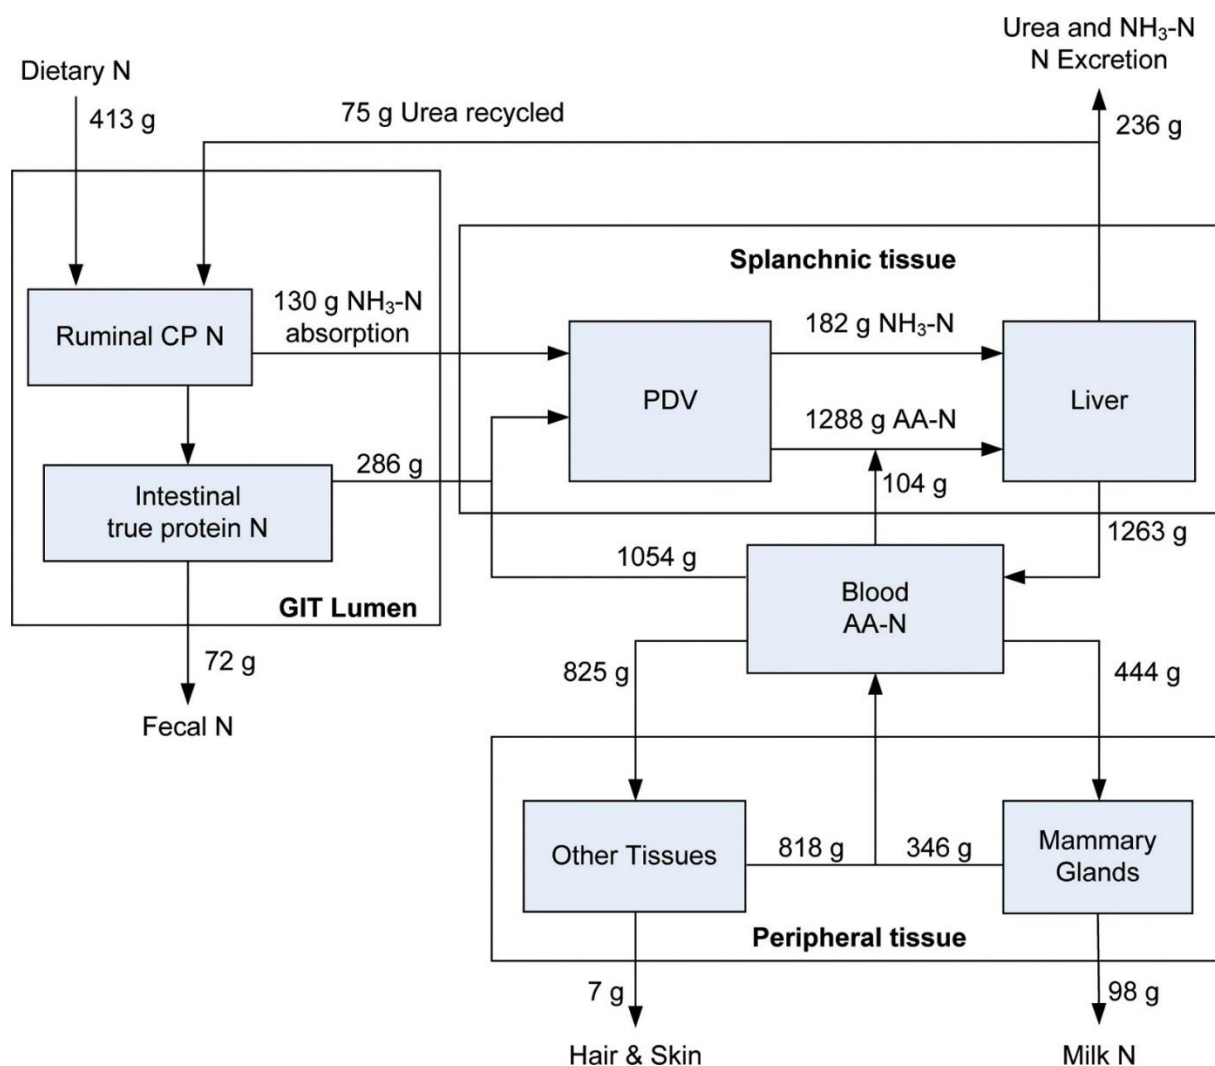 Urea and NH₃-N
N Excretion
Dietary N
413 g
75 g Urea recycled
236 g
Splanchnic tissue
130 g NH₃-N
absorption
182 g NH₃-N
Ruminal CP N
PDV
Liver
1288 g AA-N
286 g
104 g
Intestinal
true protein N
1263 g
1054 g
Blood
AA-N
GIT Lumen
72 g
825 g
444 g
Fecal N
Other Tissues
818 g
346 g
Mammary
Glands
Peripheral tissue
7 g
98 g
Hair & Skin
Milk N